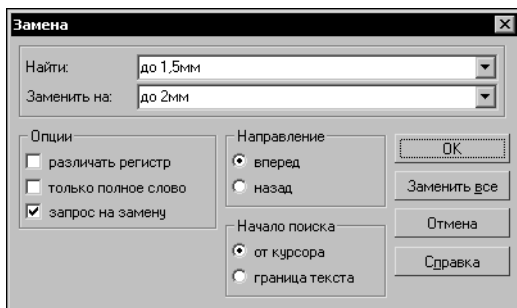 Замена
Найти: до 1,5мм
Заменить на: до 2мм
Опции
различать регистр
только полное слово
запрос на замену
Направление
вперед
назад
Начало поиска
от курсора
граница текста
OK
Заменить все
Отмена
Справка